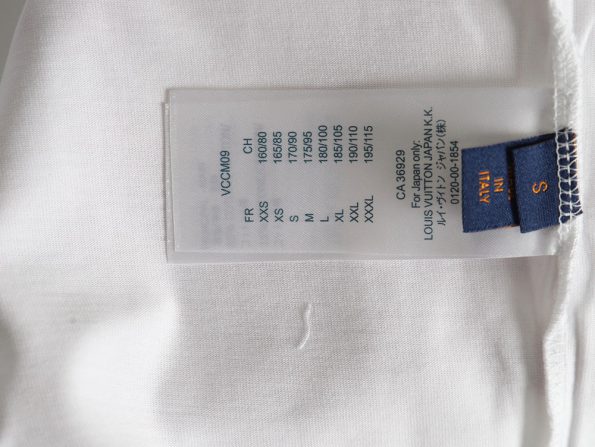 VCCM09
FR CH
XXS 160/80
XS 165/85
S 170/90
M 175/95
L 180/100
XL 185/105
XXL 190/110
XXXL 195/115
CA 36929
For Japan only:
LOUIS VUITTON JAPAN K.K.
ルイ・ヴィトン ジャパン(株)
0120-00-1854
IN
ITALY
S